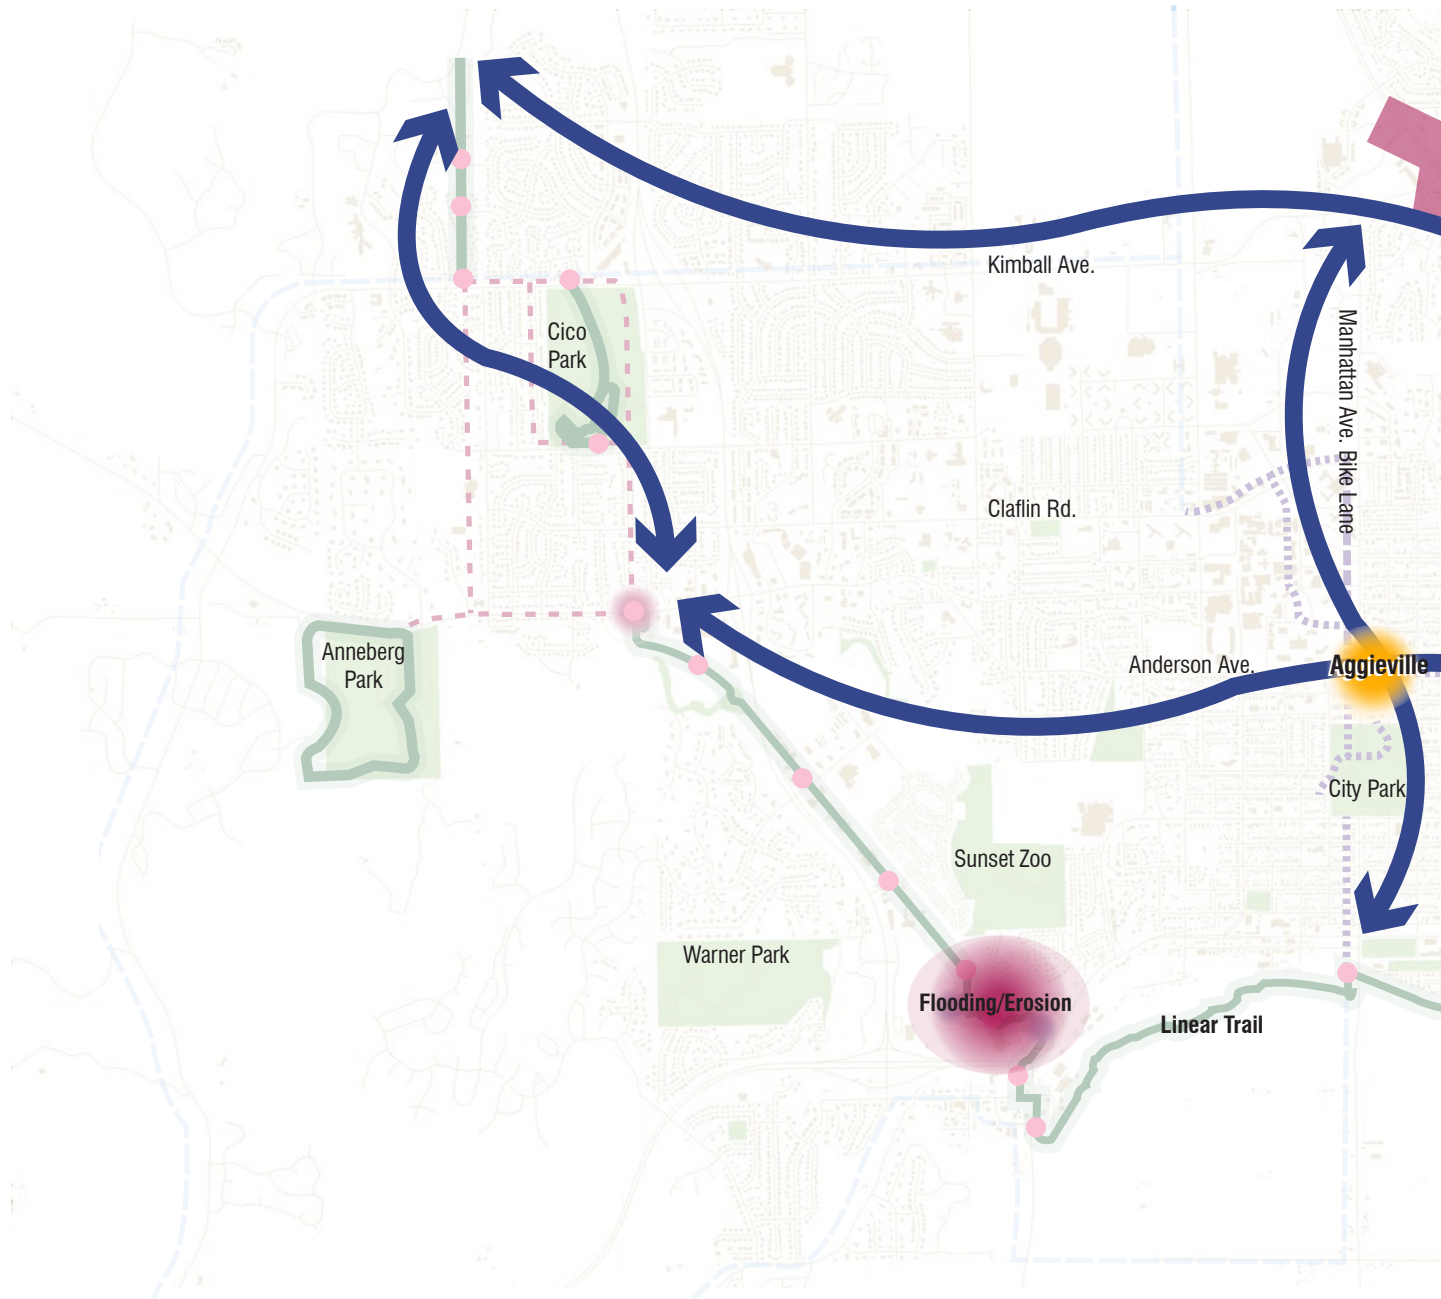 Kimball Ave.
Cico
Park
Manhattan Ave. Bike Lane
Claflin Rd.
Anneberg
Park
Anderson Ave.
Aggieville
City Park
Sunset Zoo
Warner Park
Flooding/Erosion
Linear Trail